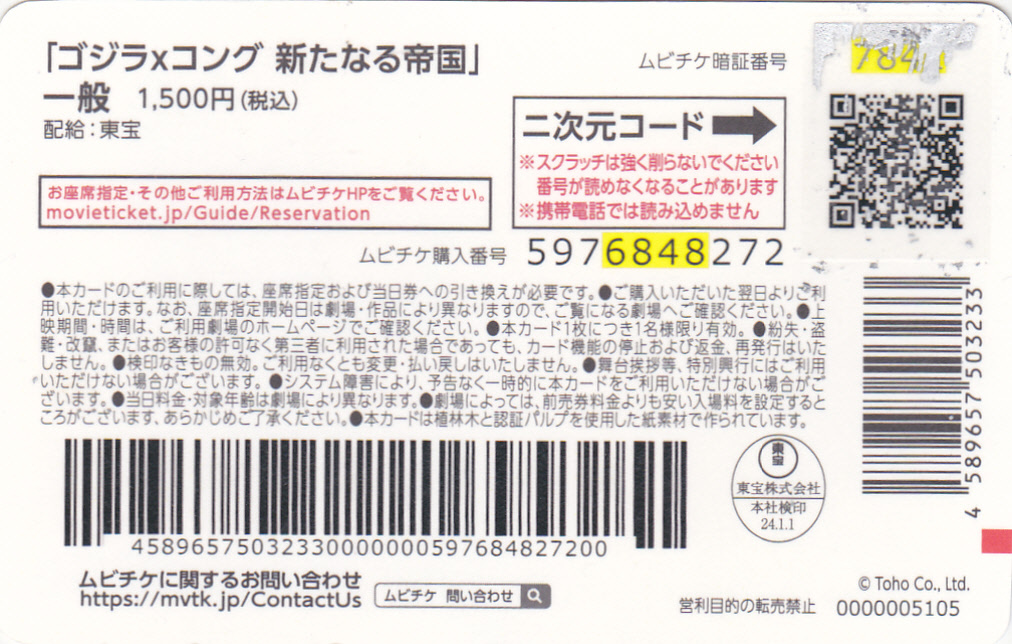 「ゴジラxコング 新たなる帝国」
一般 1,500円(税込)
配給：東宝
ムビチケ暗証番号
二次元コード
※スクラッチは強く削らないでください
番号が読めなくなることがあります
※携帯電話では読み込めません
お座席指定・その他ご利用方法はムビチケHPをご覧ください。
movieticket.jp/Guide/Reservation
ムビチケ購入番号 5976848272
●本カードのご利用に際しては、座席指定および当日券への引き換えが必要です。●ご購入いただいた翌日よりご利
用いただけます。なお、座席指定開始日は劇場・作品により異なりますので、ご覧になる劇場へご確認ください。●上
映期間・時間は、ご利用劇場のホームページでご確認ください。●本カード1枚につき1名様限り有効。●紛失・盗
難・改竄、またはお客様の許可なく第三者に利用された場合であっても、カード機能の停止および返金、再発行はいた
しません。●検印なきもの無効。ご利用なくとも変更・払い戻しはいたしません。●舞台挨拶等、特別興行にはご利用
いただけない場合がございます。●システム障害により、予告なく一時的に本カードをご利用いただけない場合がご
ざいます。●当日料金・対象年齢は劇場により異なります。●劇場によっては、前売券料金よりも安い入場料を設定すると
ころがございます、あらかじめご了承ください。●本カードは植林木と認証パルプを使用した紙素材で作られています。
4589657503233000000059768482７200
東宝
東宝株式会社
本社検印
24.1.1
4 589657 503233
ムビチケに関するお問い合わせ
https://mvtk.jp/ContactUs
ムビチケ 問い合わせ
© Toho Co., Ltd.
営利目的の転売禁止 0000005105